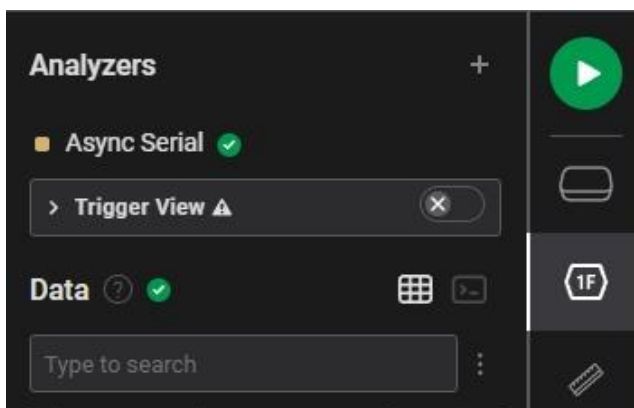 Analyzers +
Async Serial
> Trigger View
Data ?
>_
Type to search
1F